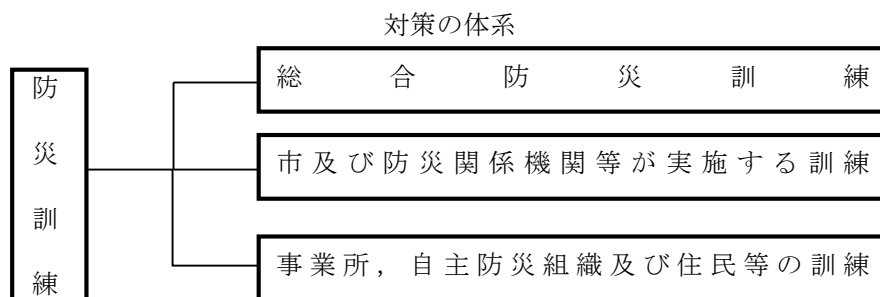 対策の体系
防災訓練
総合防災訓練
市及び防災関係機関等が実施する訓練
事業所，自主防災組織及び住民等の訓練